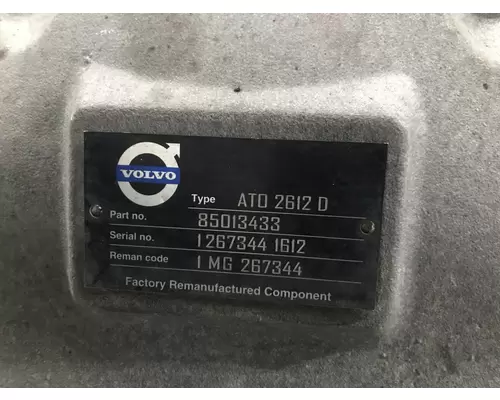 VOLVO
Type ATO 2612 D
Part no. 85013433
Serial no. 1267344 1612
Reman code 1 MG 267344
Factory Remanufactured Component